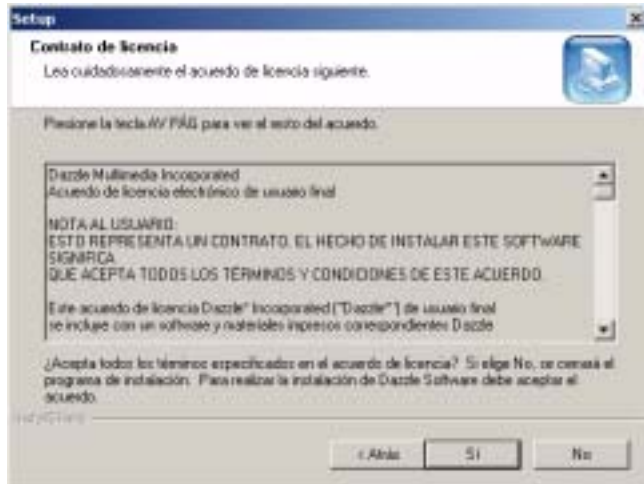 Setup
Contrato de licencia
Lea cuidadosamente el acuerdo de licencia siguiente.
Presione la tecla AV PÁG para ver el resto del acuerdo.
Dazzle Multimedia Incorporated
Acuerdo de licencia electrónico de usuario final
NOTA AL USUARIO:
ESTO REPRESENTA UN CONTRATO. EL HECHO DE INSTALAR ESTE SOFTWARE
SIGNIFICA
QUE ACEPTA TODOS LOS TÉRMINOS Y CONDICIONES DE ESTE ACUERDO.
Este acuerdo de licencia Dazzle* Incorporated ("Dazzle*") de usuario final
se incluye con un software y materiales impresos correspondientes Dazzle
¿Acepta todos los términos especificados en el acuerdo de licencia? Si elige No, se cerrará el
programa de instalación. Para realizar la instalación de Dazzle Software debe aceptar el
acuerdo.
< Atrás
Sí
No